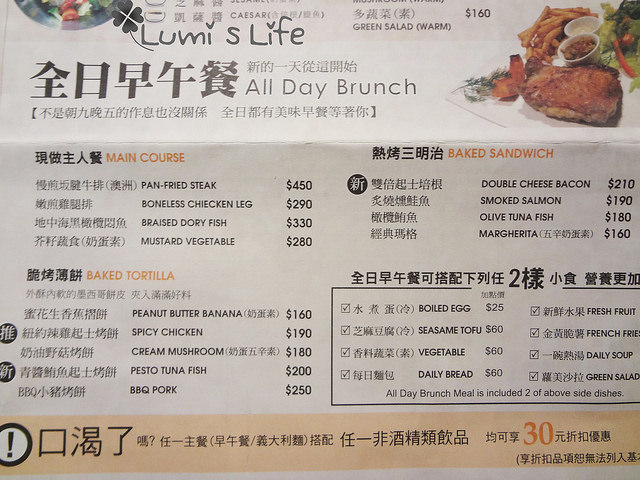 芝麻醬
凱薩醬 CAESAR
多蔬菜(素) $160
GREEN SALAD (WARM)
Lumi's Life
全日早午餐 新的一天從這開始
All Day Brunch
【不是朝九晚五的作息也沒關係 全日都有美味早餐等著你】
現做主人餐 MAIN COURSE
慢煎坂腱牛排(澳洲) PAN-FRIED STEAK $450
嫩煎雞腿排 BONELESS CHIECKEN LEG $290
地中海黑橄欖悶魚 BRAISED DORY FISH $330
芥籽蔬食(奶蛋素) MUSTARD VEGETABLE $280
熱烤三明治 BAKED SANDWICH
新 雙倍起士培根 DOUBLE CHEESE BACON $210
炙燒燻鮭魚 SMOKED SALMON $190
橄欖鮪魚 OLIVE TUNA FISH $180
經典瑪格 MARGHERITA(五辛奶蛋素) $160
脆烤薄餅 BAKED TORTILLA
外酥內軟的墨西哥餅皮 夾入滿滿好料
蜜花生香蕉摺餅 PEANUT BUTTER BANANA(奶蛋素) $160
推 紐約辣雞起士烤餅 SPICY CHICKEN $190
奶油野菇烤餅 CREAM MUSHROOM(奶蛋五辛素) $180
新 青醬鮪魚起士烤餅 PESTO TUNA FISH $200
BBQ小豬烤餅 BBQ PORK $250
全日早午餐可搭配下列任2樣 小食 營養更加
加點價
水煮蛋(冷) BOILED EGG $25
芝麻豆腐(冷) SEASAME TOFU $60
香料蔬菜(素) VEGETABLE $60
每日麵包 DAILY BREAD $60
新鮮水果 FRESH FRUIT
金黃脆薯 FRENCH FRIES
一碗熱湯 DAILY SOUP
蘿美沙拉 GREEN SALAD
All Day Brunch Meal is included 2 of above side dishes.
! 口渴了 嗎? 任一主餐(早午餐/義大利麵)搭配 任一非酒精類飲品 均可享 30元折扣優惠
(享折扣品項恕無法列入基本